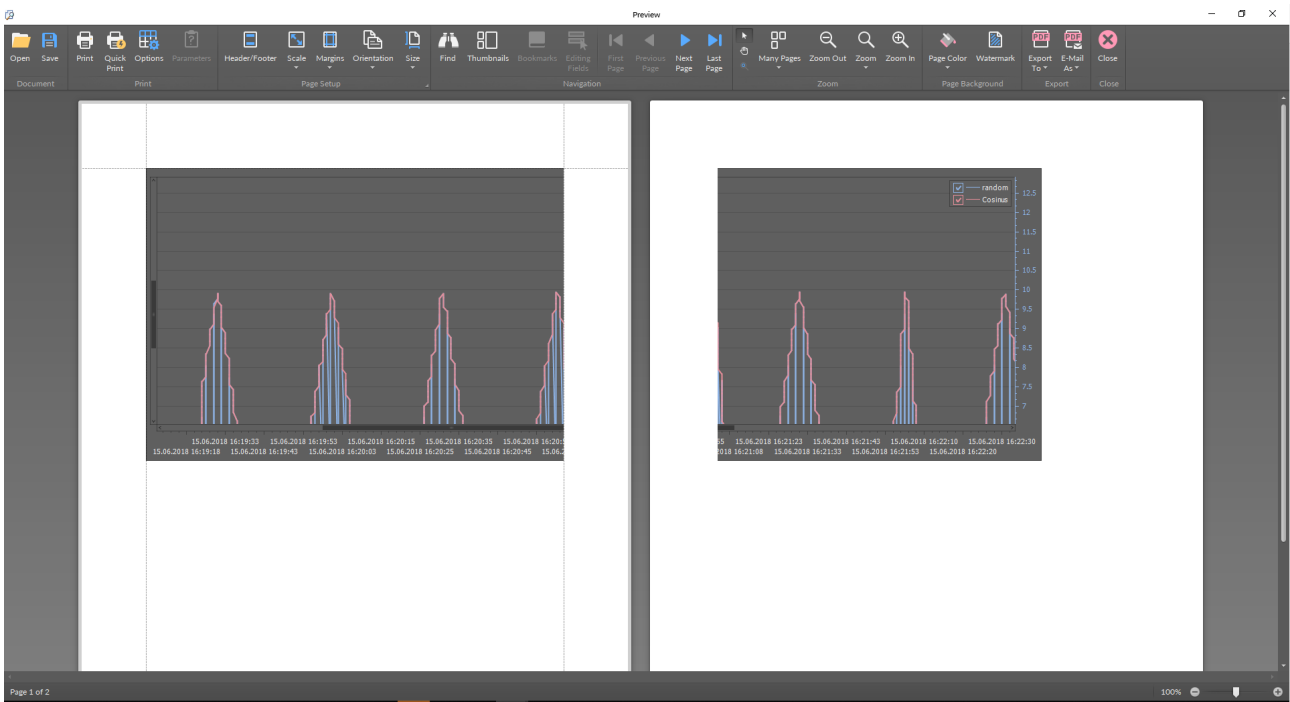 Preview
Open Save Print Quick Print Options Parameters Header/Footer Scale Margins Orientation Size Find Thumbnails Bookmarks Editing Fields First Page Previous Page Next Page Last Page Many Pages Zoom Out Zoom Zoom In Page Color Watermark Export To E-Mail As Close
Document Print Page Setup Navigation Zoom Page Background Export Close
random
Cosinus
12.5
12
11.5
11
10.5
10
9.5
9
8.5
8
7.5
7
15.06.2018 16:19:33 15.06.2018 16:19:53 15.06.2018 16:20:15 15.06.2018 16:20:35 15.06.2018 16:20:
15.06.2018 16:19:18 15.06.2018 16:19:43 15.06.2018 16:20:03 15.06.2018 16:20:25 15.06.2018 16:20:45 15.06.
55 15.06.2018 16:21:23 15.06.2018 16:21:43 15.06.2018 16:22:10 15.06.2018 16:22:30
018 16:21:08 15.06.2018 16:21:33 15.06.2018 16:21:53 15.06.2018 16:22:20
Page 1 of 2
100%